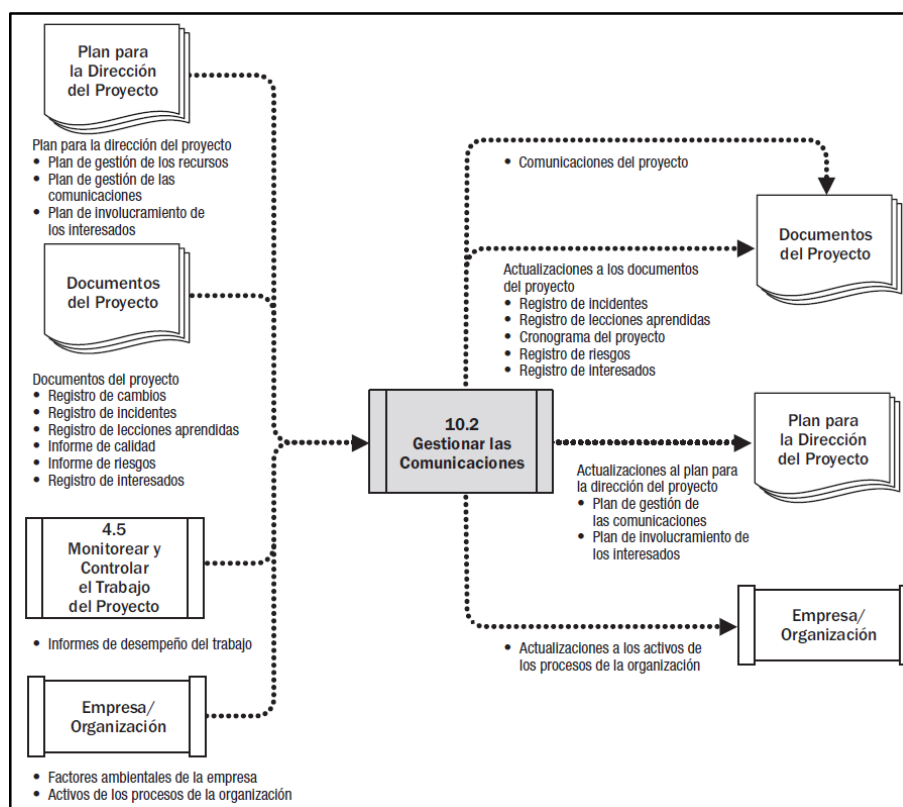 Plan para
la Dirección
del Proyecto
Plan para la dirección del proyecto
• Plan de gestión de los recursos
• Plan de gestión de las
comunicaciones
• Plan de involucramiento de
los interesados
Documentos
del Proyecto
Documentos del proyecto
• Registro de cambios
• Registro de incidentes
• Registro de lecciones aprendidas
• Informe de calidad
• Informe de riesgos
• Registro de interesados
4.5
Monitorear y
Controlar
el Trabajo
del Proyecto
• Informes de desempeño del trabajo
Empresa/
Organización
• Factores ambientales de la empresa
• Activos de los procesos de la organización
10.2
Gestionar las
Comunicaciones
• Comunicaciones del proyecto
Documentos
del Proyecto
Actualizaciones a los documentos
del proyecto
• Registro de incidentes
• Registro de lecciones aprendidas
• Cronograma del proyecto
• Registro de riesgos
• Registro de interesados
Plan para
la Dirección
del Proyecto
Actualizaciones al plan para
la dirección del proyecto
• Plan de gestión de
las comunicaciones
• Plan de involucramiento de
los interesados
Empresa/
Organización
• Actualizaciones a los activos de
los procesos de la organización